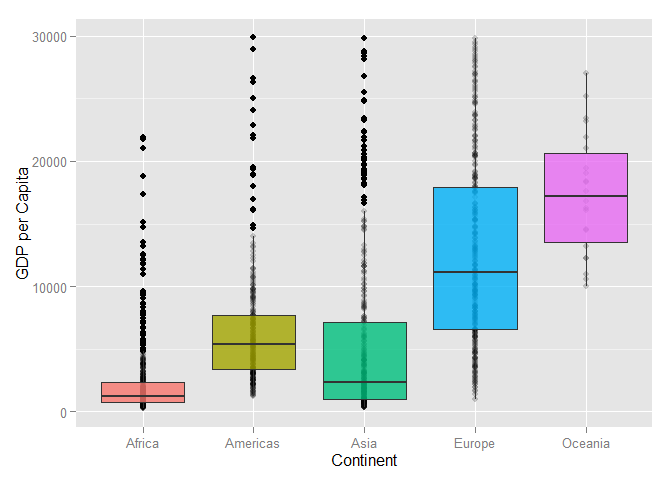 30000
20000
10000
0
GDP per Capita
Africa Americas Asia Europe Oceania
Continent